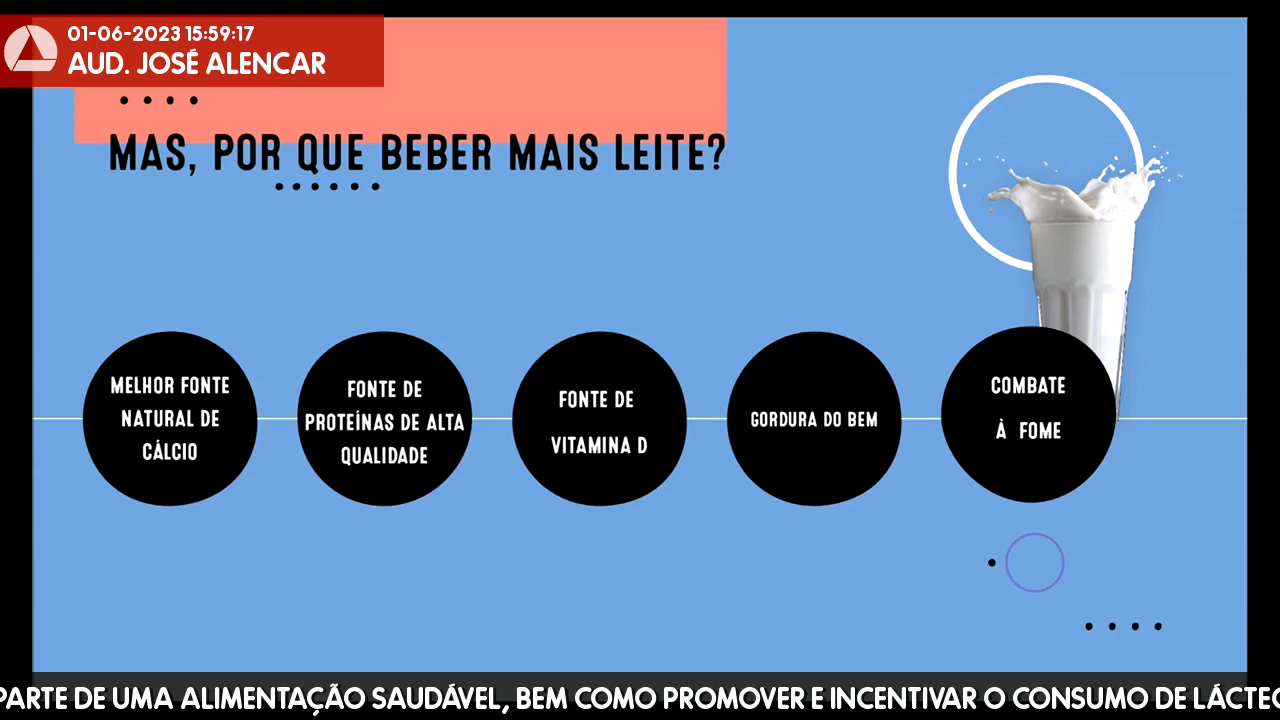 01-06-2023 15:59:17
AUD. JOSÉ ALENCAR
MAS, POR QUE BEBER MAIS LEITE?
MELHOR FONTE
NATURAL DE
CÁLCIO
FONTE DE
PROTEÍNAS DE ALTA
QUALIDADE
FONTE DE
VITAMINA D
GORDURA DO BEM
COMBATE
À FOME
PARTE DE UMA ALIMENTAÇÃO SAUDÁVEL, BEM COMO PROMOVER E INCENTIVAR O CONSUMO DE LÁCTEO